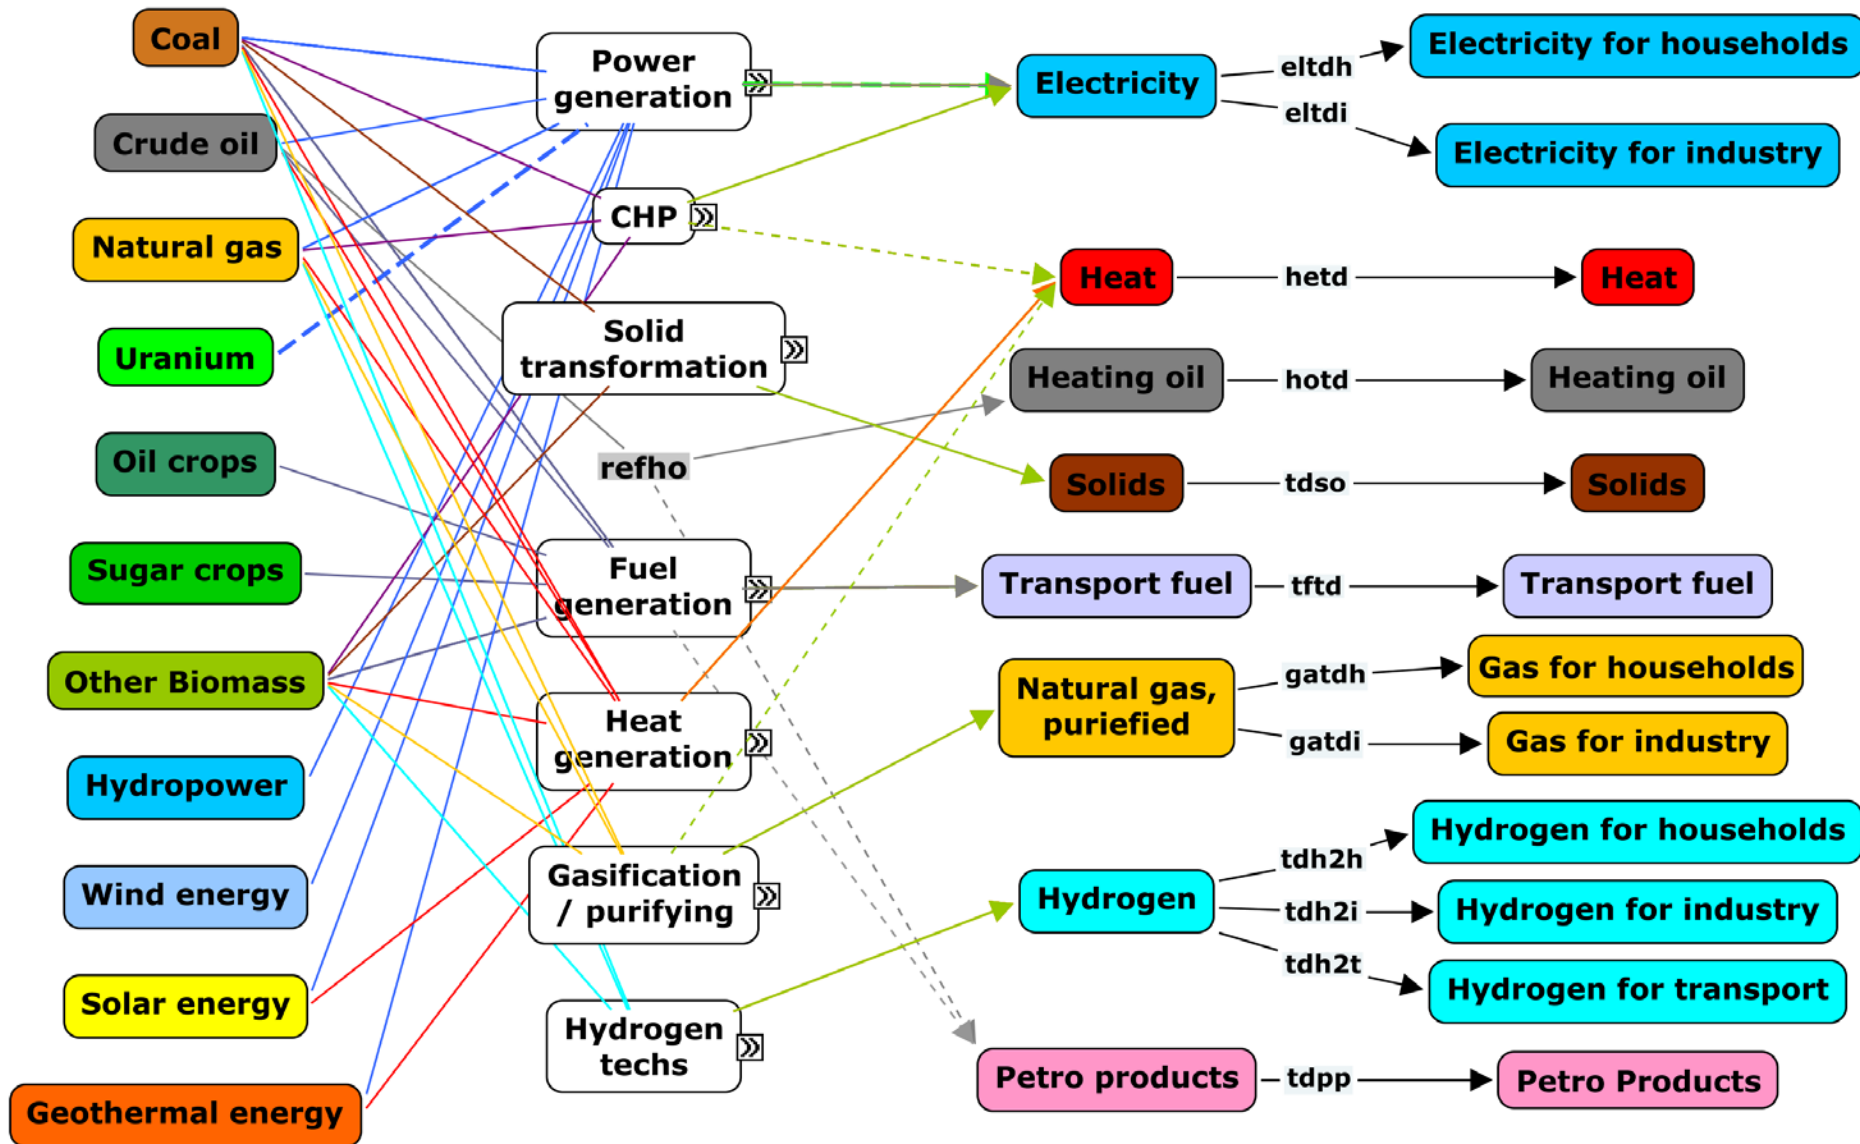 Coal
Crude oil
Natural gas
Uranium
Oil crops
Sugar crops
Other Biomass
Hydropower
Wind energy
Solar energy
Geothermal energy
Power
generation
CHP
Solid
transformation
refho
Fuel
generation
Heat
generation
Gasification
/ purifying
Hydrogen
techs
Electricity
Heat
Heating oil
Solids
Transport fuel
Natural gas,
puriefied
Hydrogen
Petro products
eltdh
eltdi
hetd
hotd
tdso
tftd
gatdh
gatdi
tdh2h
tdh2i
tdh2t
tdpp
Electricity for households
Electricity for industry
Heat
Heating oil
Solids
Transport fuel
Gas for households
Gas for industry
Hydrogen for households
Hydrogen for industry
Hydrogen for transport
Petro Products